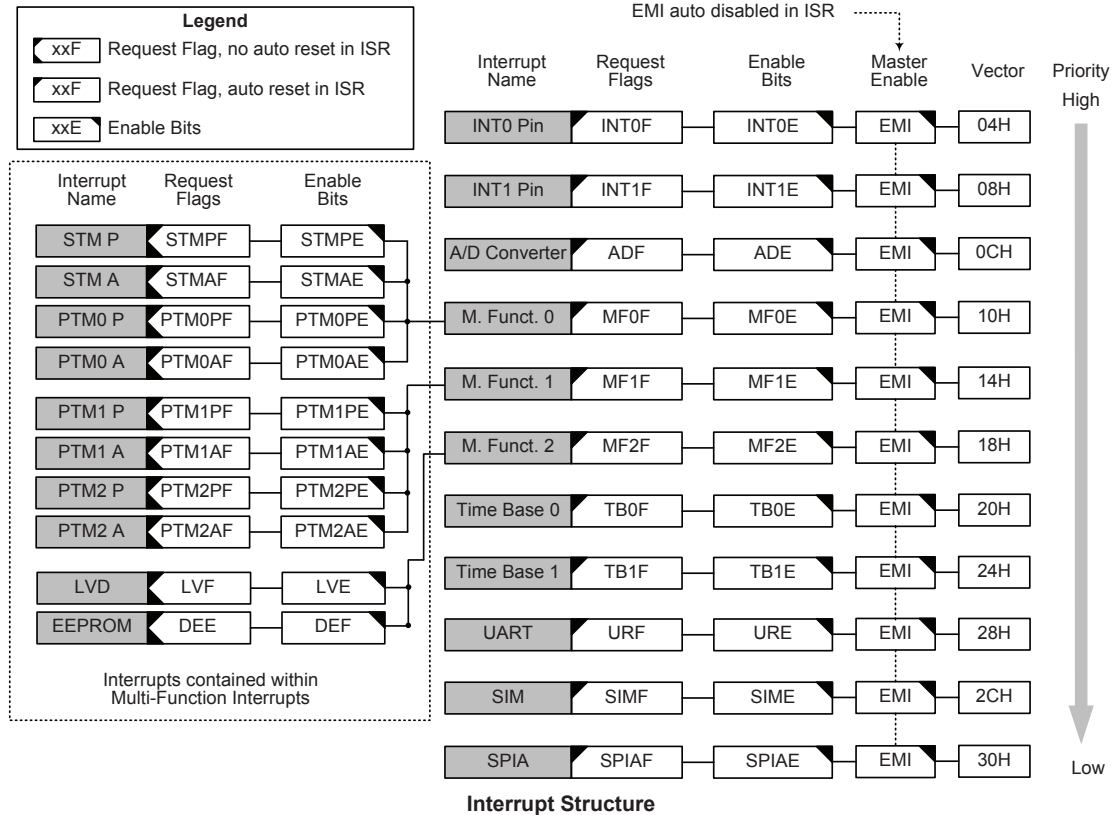 Legend
xxF Request Flag, no auto reset in ISR
xxF Request Flag, auto reset in ISR
xxE Enable Bits
EMI auto disabled in ISR
Interrupt Name Request Flags Enable Bits Master Enable Vector Priority
High
INT0 Pin INT0F INT0E EMI 04H
INT1 Pin INT1F INT1E EMI 08H
A/D Converter ADF ADE EMI 0CH
M. Funct. 0 MF0F MF0E EMI 10H
M. Funct. 1 MF1F MF1E EMI 14H
M. Funct. 2 MF2F MF2E EMI 18H
Time Base 0 TB0F TB0E EMI 20H
Time Base 1 TB1F TB1E EMI 24H
UART URF URE EMI 28H
SIM SIMF SIME EMI 2CH
SPIA SPIAF SPIAE EMI 30H
Low
Interrupt Name Request Flags Enable Bits
STM P STMPF STMPE
STM A STMAF STMAE
PTM0 P PTM0PF PTM0PE
PTM0 A PTM0AF PTM0AE
PTM1 P PTM1PF PTM1PE
PTM1 A PTM1AF PTM1AE
PTM2 P PTM2PF PTM2PE
PTM2 A PTM2AF PTM2AE
LVD LVF LVE
EEPROM DEE DEF
Interrupts contained within
Multi-Function Interrupts
Interrupt Structure